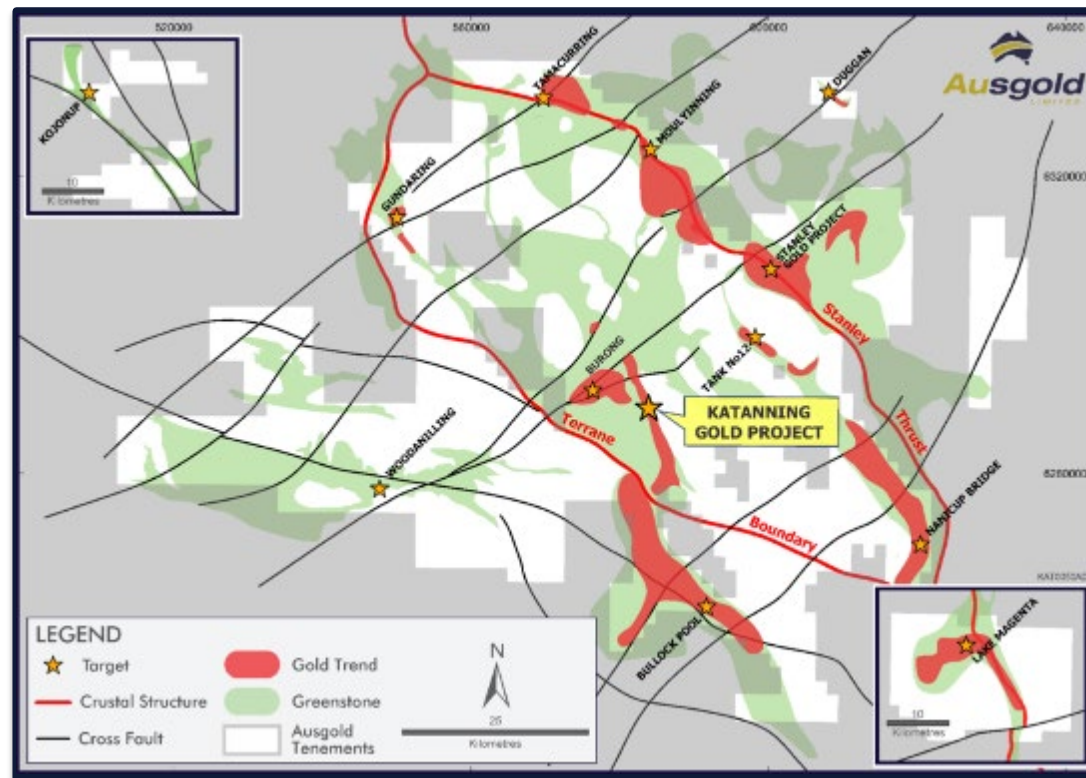 520000
560000
600000
640000
Ausgold
LIMITED
KOJONUP
10
Kilometres
TAMACURRING
MOULYINNING
DUGGAN
6320000
GUNDARING
STANLEY
GOLD PROJECT
Stanley
Thrust
TANK No12
BURONG
KATANNING
GOLD PROJECT
Terrane
Boundary
WOODANILLING
6280000
NANICUP BRIDGE
BULLOCK POOL
LAKE MAGENTA
10
Kilometres
LEGEND
Target
Crustal Structure
Cross Fault
Gold Trend
Greenstone
Ausgold
Tenements
N
25
Kilometres